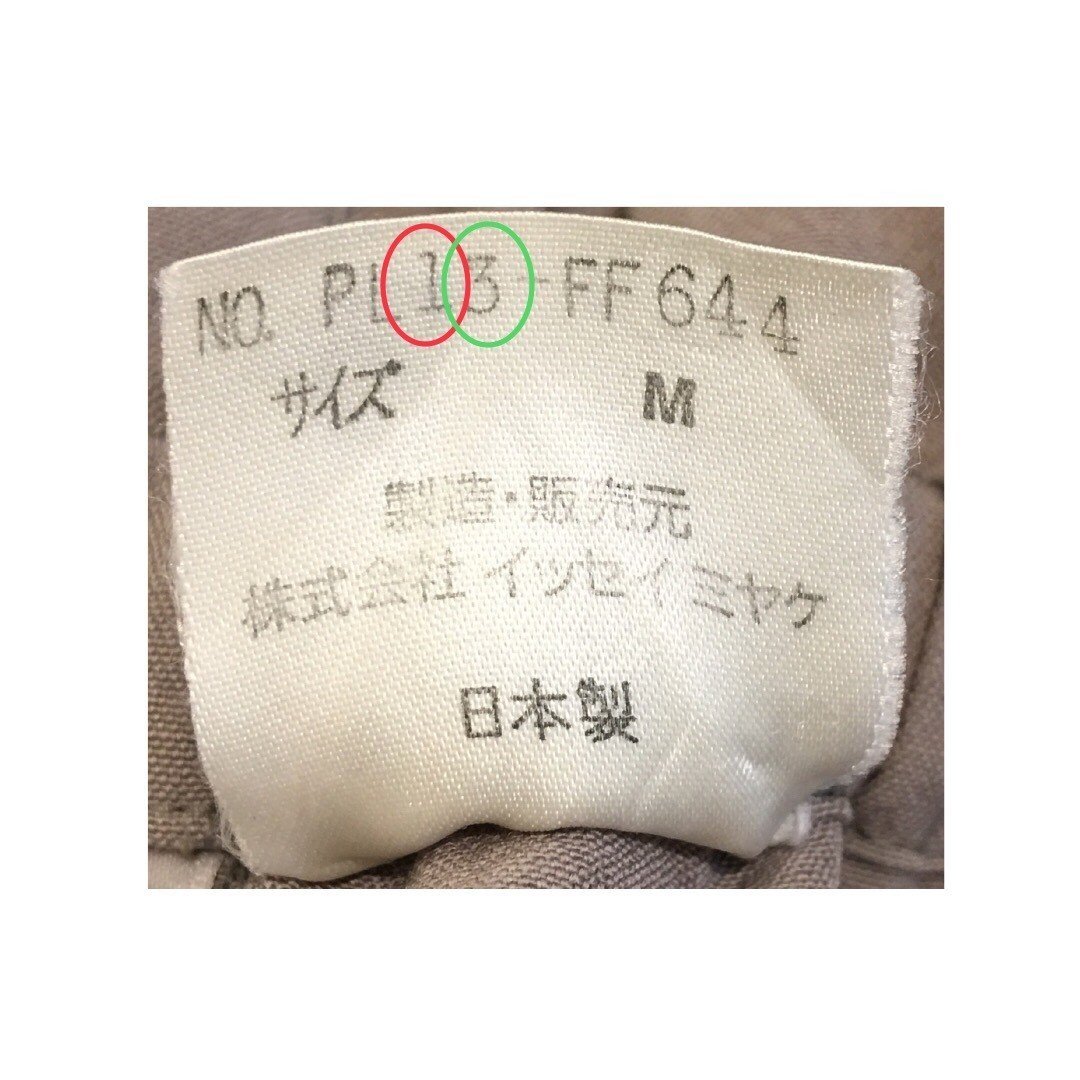 NO. PL13-FF644
サイズ M
製造・販売元
株式会社 イッセイミヤケ
日本製